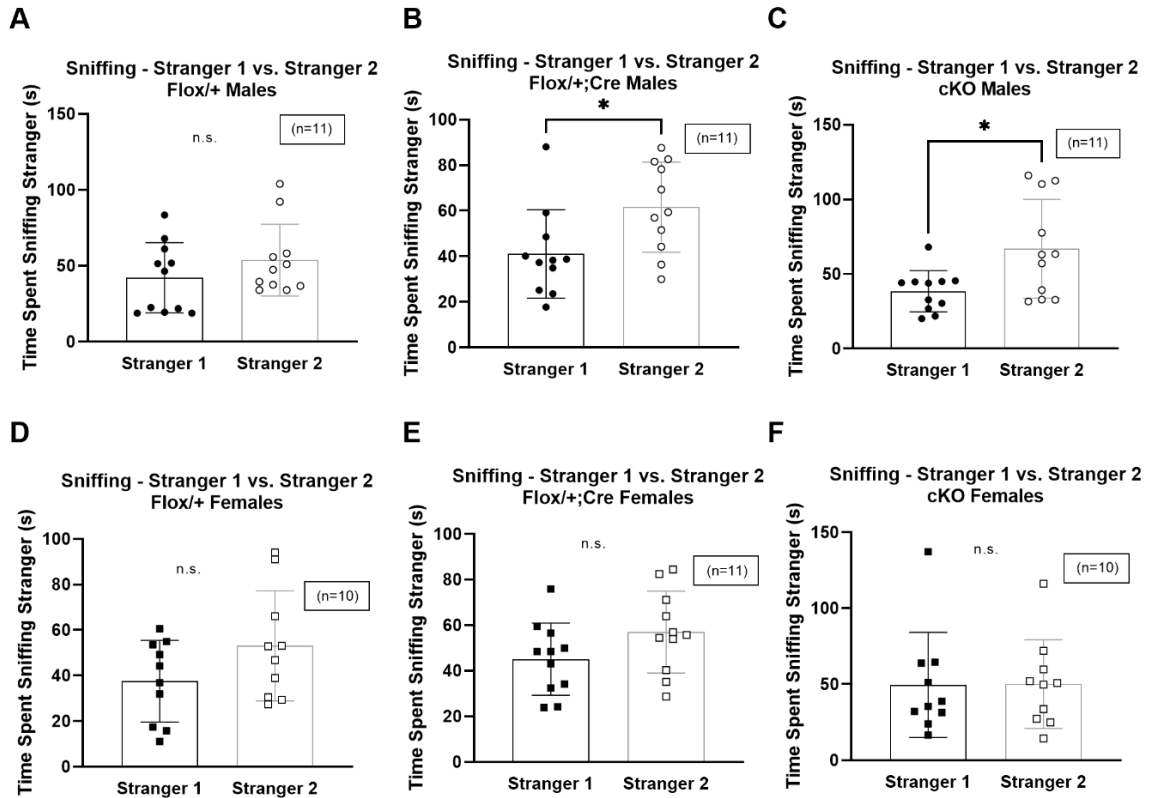 A
Sniffing - Stranger 1 vs. Stranger 2
Flox/+ Males
Time Spent Sniffing Stranger (s)
150
100
50
0
n.s.
(n=11)
Stranger 1
Stranger 2
B
Sniffing - Stranger 1 vs. Stranger 2
Flox/+;Cre Males
Time Spent Sniffing Stranger (s)
100
80
60
40
20
0
*
(n=11)
Stranger 1
Stranger 2
C
Sniffing - Stranger 1 vs. Stranger 2
cKO Males
Time Spent Sniffing Stranger (s)
150
100
50
0
*
(n=11)
Stranger 1
Stranger 2
D
Sniffing - Stranger 1 vs. Stranger 2
Flox/+ Females
Time Spent Sniffing Stranger (s)
100
80
60
40
20
0
n.s.
(n=10)
Stranger 1
Stranger 2
E
Sniffing - Stranger 1 vs. Stranger 2
Flox/+;Cre Females
Time Spent Sniffing Stranger (s)
100
80
60
40
20
0
n.s.
(n=11)
Stranger 1
Stranger 2
F
Sniffing - Stranger 1 vs. Stranger 2
cKO Females
Time Spent Sniffing Stranger (s)
150
100
50
0
n.s.
(n=10)
Stranger 1
Stranger 2